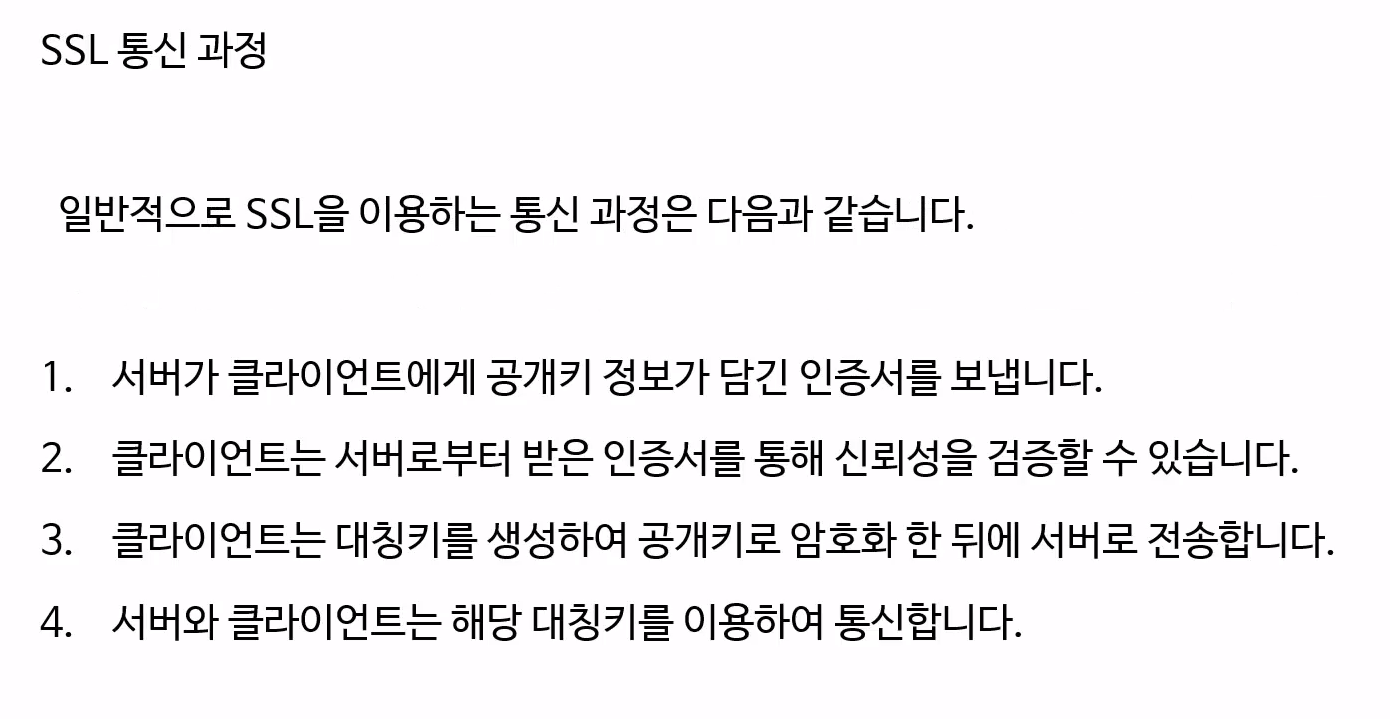 SSL 통신 과정
일반적으로 SSL을 이용하는 통신 과정은 다음과 같습니다.
1. 서버가 클라이언트에게 공개키 정보가 담긴 인증서를 보냅니다.
2. 클라이언트는 서버로부터 받은 인증서를 통해 신뢰성을 검증할 수 있습니다.
3. 클라이언트는 대칭키를 생성하여 공개키로 암호화 한 뒤에 서버로 전송합니다.
4. 서버와 클라이언트는 해당 대칭키를 이용하여 통신합니다.